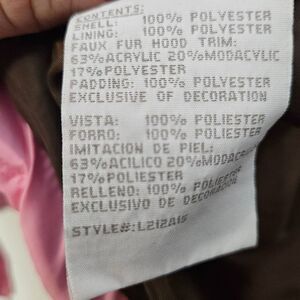 CONTENTS:
SHELL: 100% POLYESTER
LINING: 100% POLYESTER
FAUX FUR HOOD TRIM:
63% ACRYLIC 20% MODACYLIC
17% POLYESTER
PADDING: 100% POLYESTER
EXCLUSIVE OF DECORATION
VISTA: 100% POLIESTER
FORRO: 100% POLIESTER
IMITACION DE PIEL:
63% ACILICO 20% MODAC
17% POLIESTER
RELLENO: 100% POLIESTER
EXCLUSIVO DE DECORACION
STYLE#: L212A15